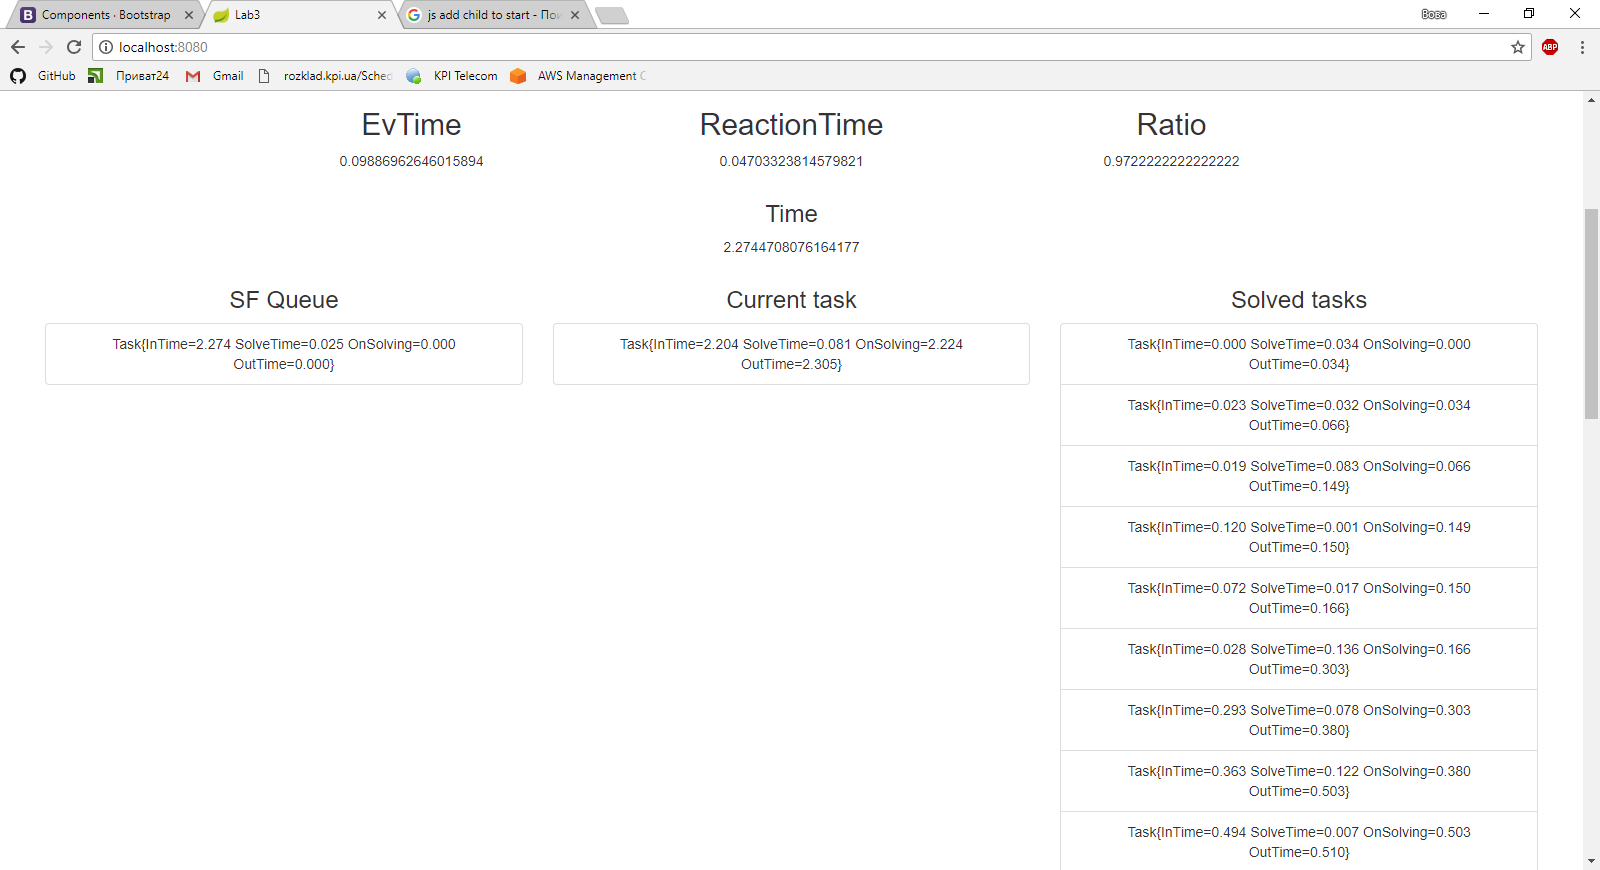 Components · Bootstrap
Lab3
js add child to start - Пои
Вова
localhost:8080
ABP
GitHub
Приват24
Gmail
rozklad.kpi.ua/Sched
KPI Telecom
AWS Management C
EvTime
ReactionTime
Ratio
0.09886962646015894
0.04703323814579821
0.9722222222222222
Time
2.2744708076164177
SF Queue
Current task
Solved tasks
Task{InTime=2.274 SolveTime=0.025 OnSolving=0.000
OutTime=0.000}
Task{InTime=2.204 SolveTime=0.081 OnSolving=2.224
OutTime=2.305}
Task{InTime=0.000 SolveTime=0.034 OnSolving=0.000
OutTime=0.034}
Task{InTime=0.023 SolveTime=0.032 OnSolving=0.034
OutTime=0.066}
Task{InTime=0.019 SolveTime=0.083 OnSolving=0.066
OutTime=0.149}
Task{InTime=0.120 SolveTime=0.001 OnSolving=0.149
OutTime=0.150}
Task{InTime=0.072 SolveTime=0.017 OnSolving=0.150
OutTime=0.166}
Task{InTime=0.028 SolveTime=0.136 OnSolving=0.166
OutTime=0.303}
Task{InTime=0.293 SolveTime=0.078 OnSolving=0.303
OutTime=0.380}
Task{InTime=0.363 SolveTime=0.122 OnSolving=0.380
OutTime=0.503}
Task{InTime=0.494 SolveTime=0.007 OnSolving=0.503
OutTime=0.510}